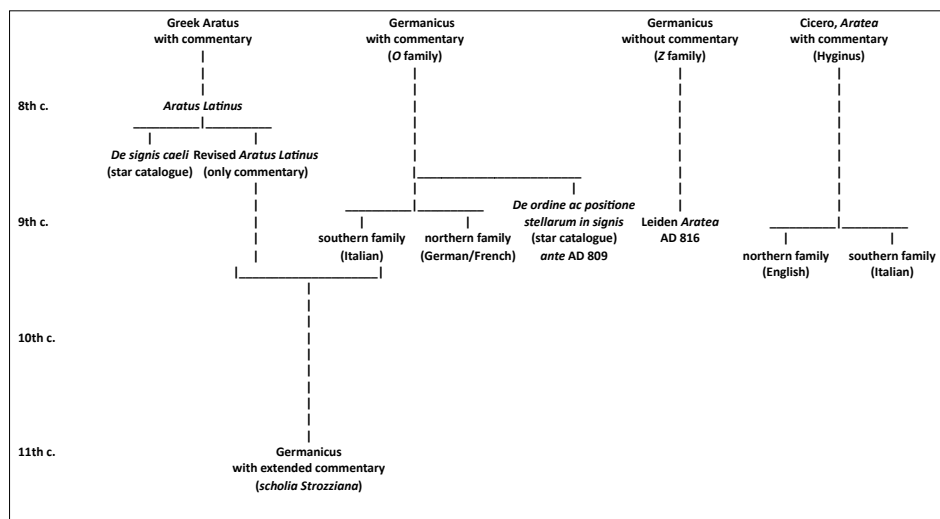 Greek Aratus
with commentary
Germanicus
with commentary
(O family)
Germanicus
without commentary
(Z family)
Cicero, Aratea
with commentary
(Hyginus)
8th c.
Aratus Latinus
De signis caeli
(star catalogue)
Revised Aratus Latinus
(only commentary)
9th c.
southern family
(Italian)
northern family
(German/French)
De ordine ac positione
stellarum in signis
(star catalogue)
ante AD 809
Leiden Aratea
AD 816
northern family
(English)
southern family
(Italian)
10th c.
11th c.
Germanicus
with extended commentary
(scholia Strozziana)